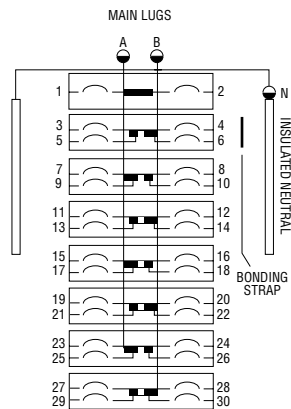 MAIN LUGS
A B
N
1 2
3 4
5 6
7 8
9 10
11 12
13 14
15 16
17 18
19 20
21 22
23 24
25 26
27 28
29 30
INSULATED NEUTRAL
BONDING
STRAP